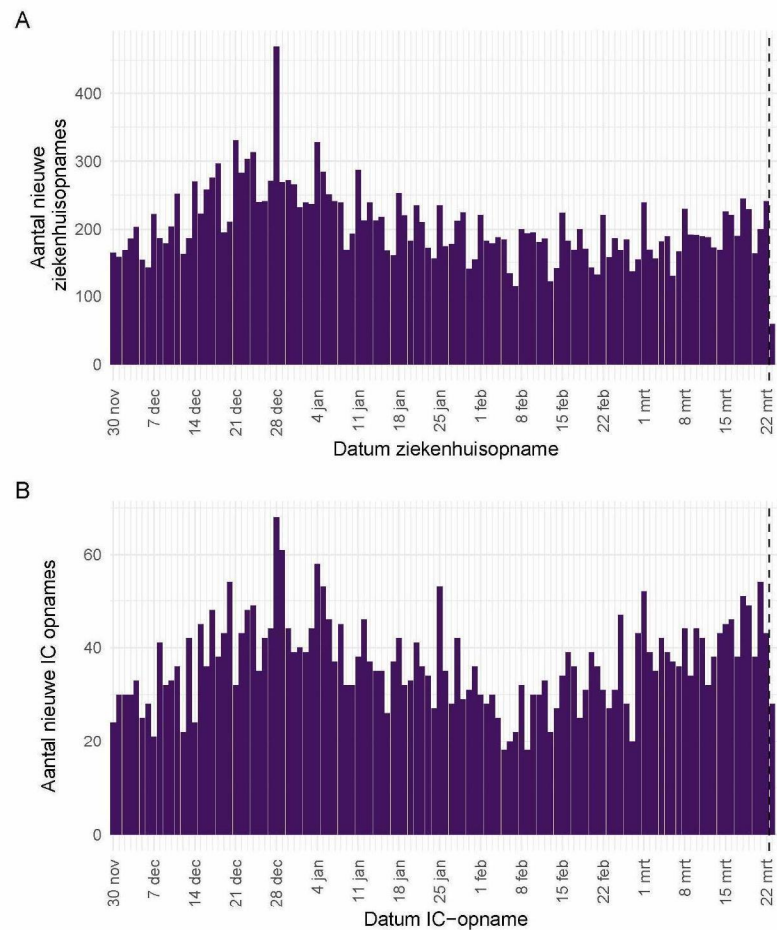 A
Aantal nieuwe
ziekenhuisopnames
400
300
200
100
0
30 nov
7 dec
14 dec
21 dec
28 dec
4 jan
11 jan
18 jan
25 jan
1 feb
8 feb
15 feb
22 feb
1 mrt
8 mrt
15 mrt
22 mrt
Datum ziekenhuisopname
B
Aantal nieuwe IC opnames
60
40
20
0
30 nov
7 dec
14 dec
21 dec
28 dec
4 jan
11 jan
18 jan
25 jan
1 feb
8 feb
15 feb
22 feb
1 mrt
8 mrt
15 mrt
22 mrt
Datum IC-opname